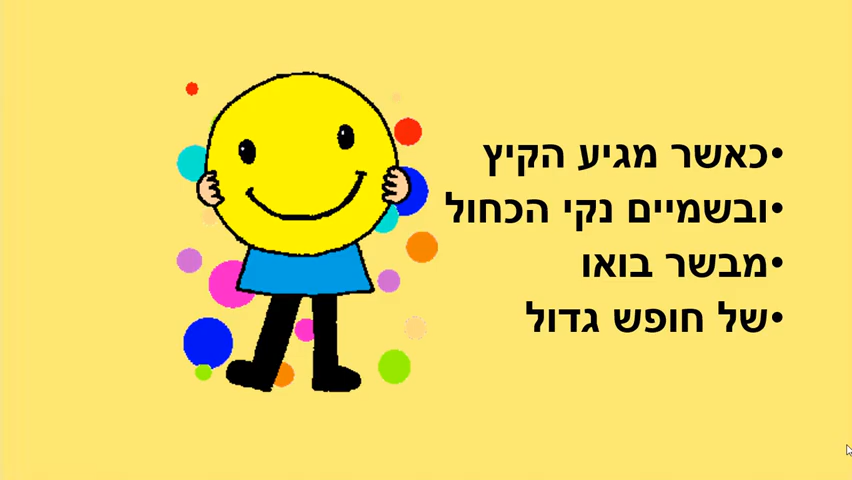 •כאשר מגיע הקיץ
•ובשמיים נקי הכחול
•מבשר בואו
•של חופש גדול